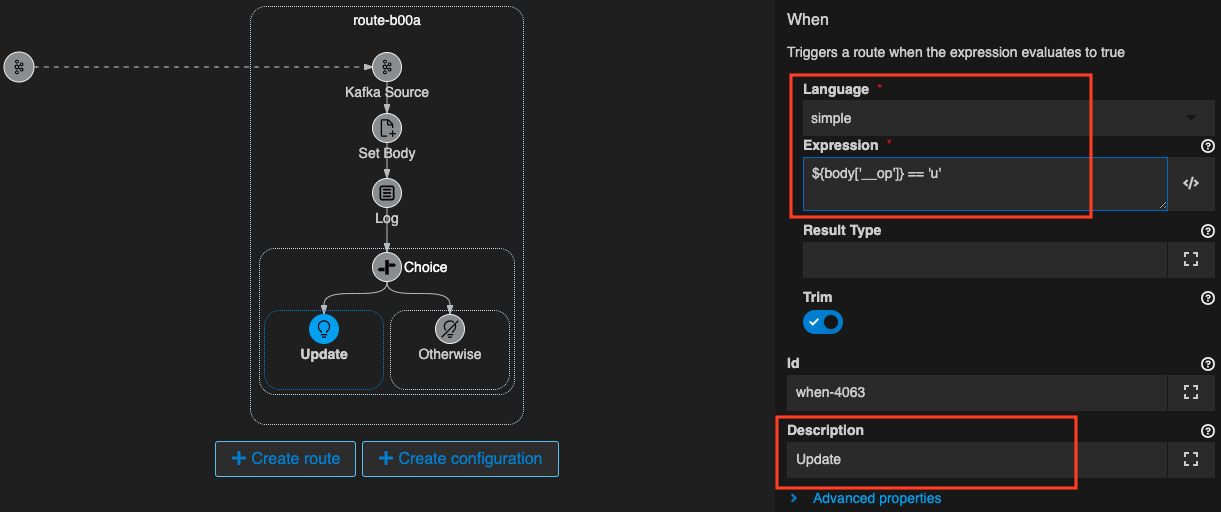 route-b00a
Kafka Source
Set Body
Log
Choice
Update
Otherwise
Create route
Create configuration
When
Triggers a route when the expression evaluates to true
Language *
simple
Expression *
${body['__op']} == 'u'
Result Type
Trim
Id
when-4063
Description
Update
Advanced properties